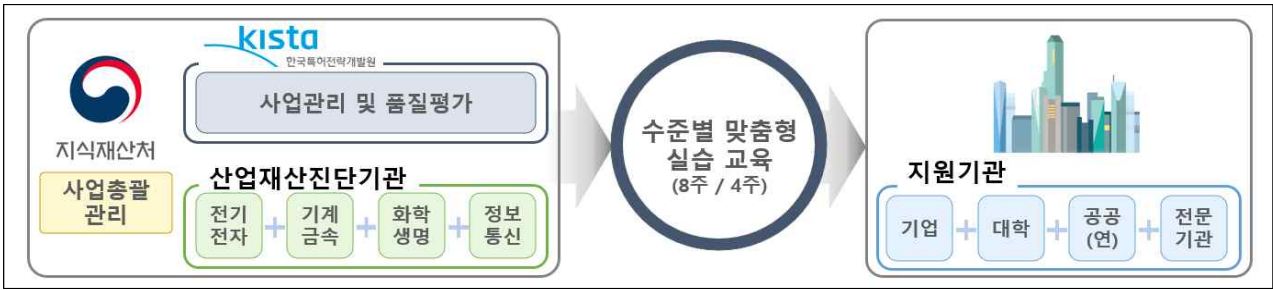 kista
한국특허전략개발원
사업관리 및 품질평가
지식재산처
사업총괄
관리
산업재산진단기관
전기
전자
+
기계
금속
+
화학
생명
+
정보
통신
수준별 맞춤형
실습 교육
(8주 / 4주)
지원기관
기업
+
대학
+
공공
(연)
+
전문
기관